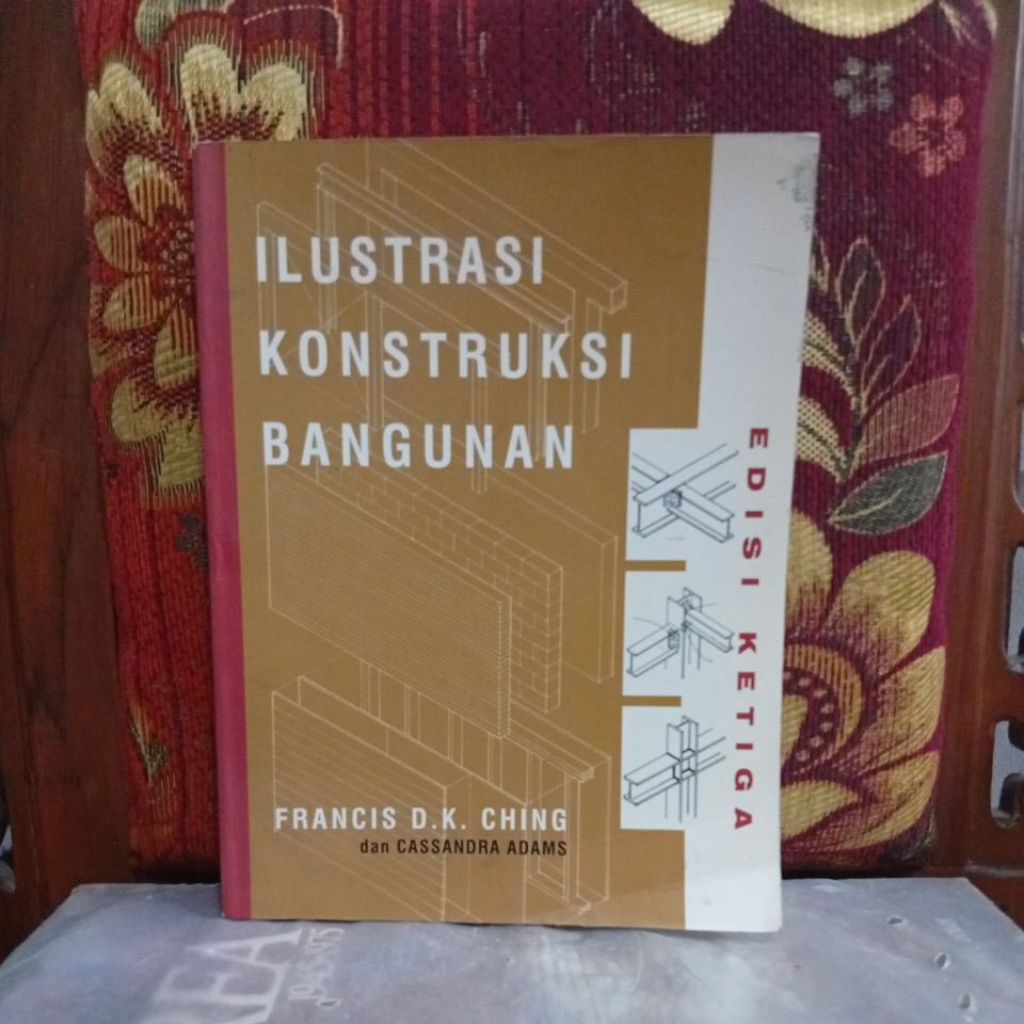 ILUSTRASI
KONSTRUKSI
BANGUNAN
EDISI KETIGA
FRANCIS D.K. CHING
dan CASSANDRA ADAMS